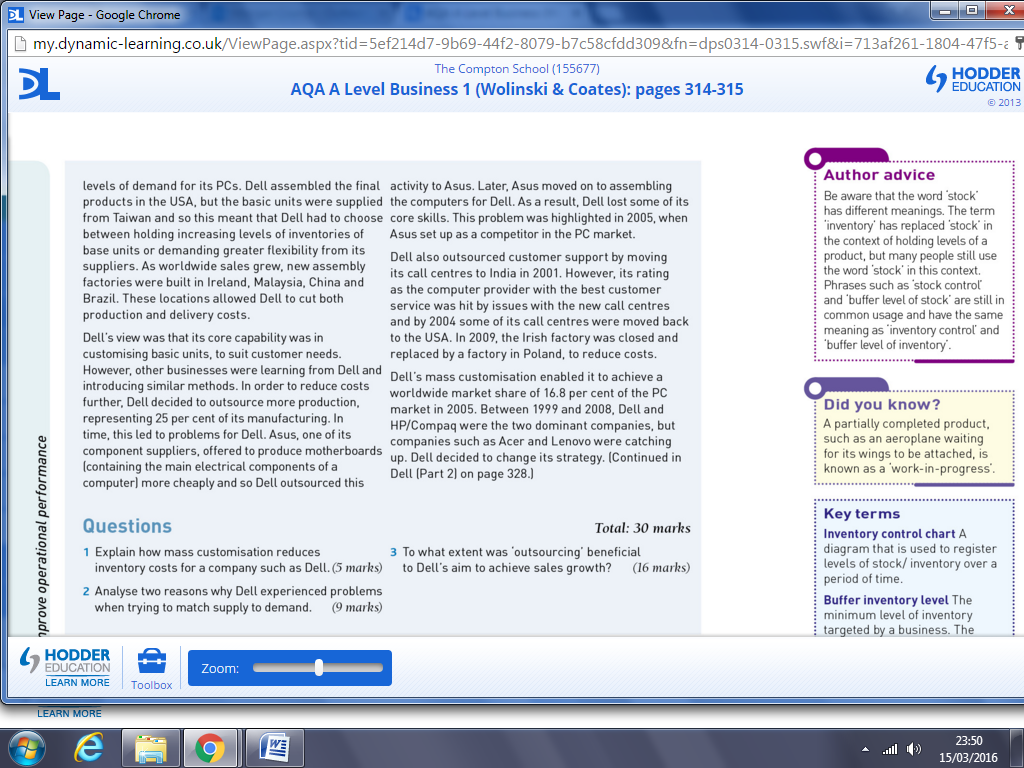 View Page - Google Chrome
my.dynamic-learning.co.uk/ViewPage.aspx?tid=5ef214d7-9b69-44f2-8079-b7c58cfdd309&fn=dps0314-0315.swf&i=713af261-1804-47f5-a
DL
The Compton School (155677)
AQA A Level Business 1 (Wolinski & Coates): pages 314-315
HODDER
EDUCATION
© 2013
mprove operational performance
levels of demand for its PCs. Dell assembled the final
products in the USA, but the basic units were supplied
from Taiwan and so this meant that Dell had to choose
between holding increasing levels of inventories of
base units or demanding greater flexibility from its
suppliers. As worldwide sales grew, new assembly
factories were built in Ireland, Malaysia, China and
Brazil. These locations allowed Dell to cut both
production and delivery costs.
Dell's view was that its core capability was in
customising basic units, to suit customer needs.
However, other businesses were learning from Dell and
introducing similar methods. In order to reduce costs
further, Dell decided to outsource more production,
representing 25 per cent of its manufacturing. In
time, this led to problems for Dell. Asus, one of its
component suppliers, offered to produce motherboards
(containing the main electrical components of a
computer) more cheaply and so Dell outsourced this
activity to Asus. Later, Asus moved on to assembling
the computers for Dell. As a result, Dell lost some of its
core skills. This problem was highlighted in 2005, when
Asus set up as a competitor in the PC market.
Dell also outsourced customer support by moving
its call centres to India in 2001. However, its rating
as the computer provider with the best customer
service was hit by issues with the new call centres
and by 2004 some of its call centres were moved back
to the USA. In 2009, the Irish factory was closed and
replaced by a factory in Poland, to reduce costs.
Dell's mass customisation enabled it to achieve a
worldwide market share of 16.8 per cent of the PC
market in 2005. Between 1999 and 2008, Dell and
HP/Compaq were the two dominant companies, but
companies such as Acer and Lenovo were catching
up. Dell decided to change its strategy. (Continued in
Dell (Part 2) on page 328.)
Questions
Total: 30 marks
1 Explain how mass customisation reduces
inventory costs for a company such as Dell. (5 marks)
2 Analyse two reasons why Dell experienced problems
when trying to match supply to demand. (9 marks)
3 To what extent was 'outsourcing' beneficial
to Dell's aim to achieve sales growth? (16 marks)
Author advice
Be aware that the word 'stock'
has different meanings. The term
'inventory' has replaced 'stock' in
the context of holding levels of a
product, but many people still use
the word 'stock' in this context.
Phrases such as 'stock control'
and 'buffer level of stock' are still in
common usage and have the same
meaning as 'inventory control' and
'buffer level of inventory'.
Did you know?
A partially completed product,
such as an aeroplane waiting
for its wings to be attached, is
known as a 'work-in-progress'.
Key terms
Inventory control chart A
diagram that is used to register
levels of stock/ inventory over a
period of time.
Buffer inventory level The
minimum level of inventory
targeted by a business. The
HODDER
EDUCATION
LEARN MORE
Toolbox
Zoom:
LEARN MORE
23:50
15/03/2016